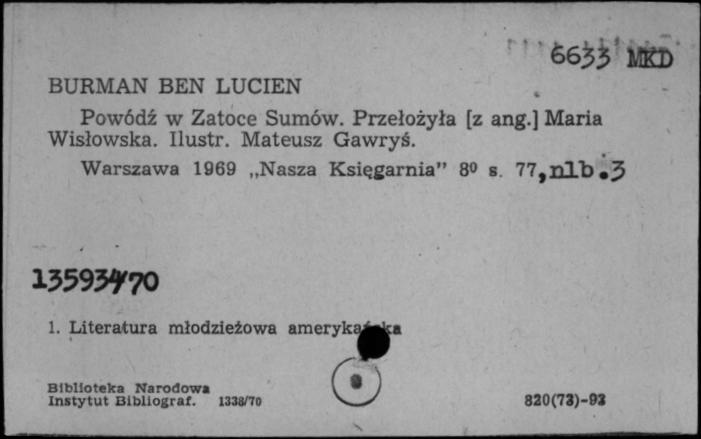 6633 MKD
BURMAN BEN LUCIEN
Powódź w Zatoce Sumów. Przełożyła [z ang.] Maria
Wisłowska. Ilustr. Mateusz Gawryś.
Warszawa 1969 „Nasza Księgarnia” 8⁰ s. 77, nlb. 3
135934/70
1. Literatura młodzieżowa amerykańska
Biblioteka Narodowa
Instytut Bibliograf. 1338/70
820(73)-93